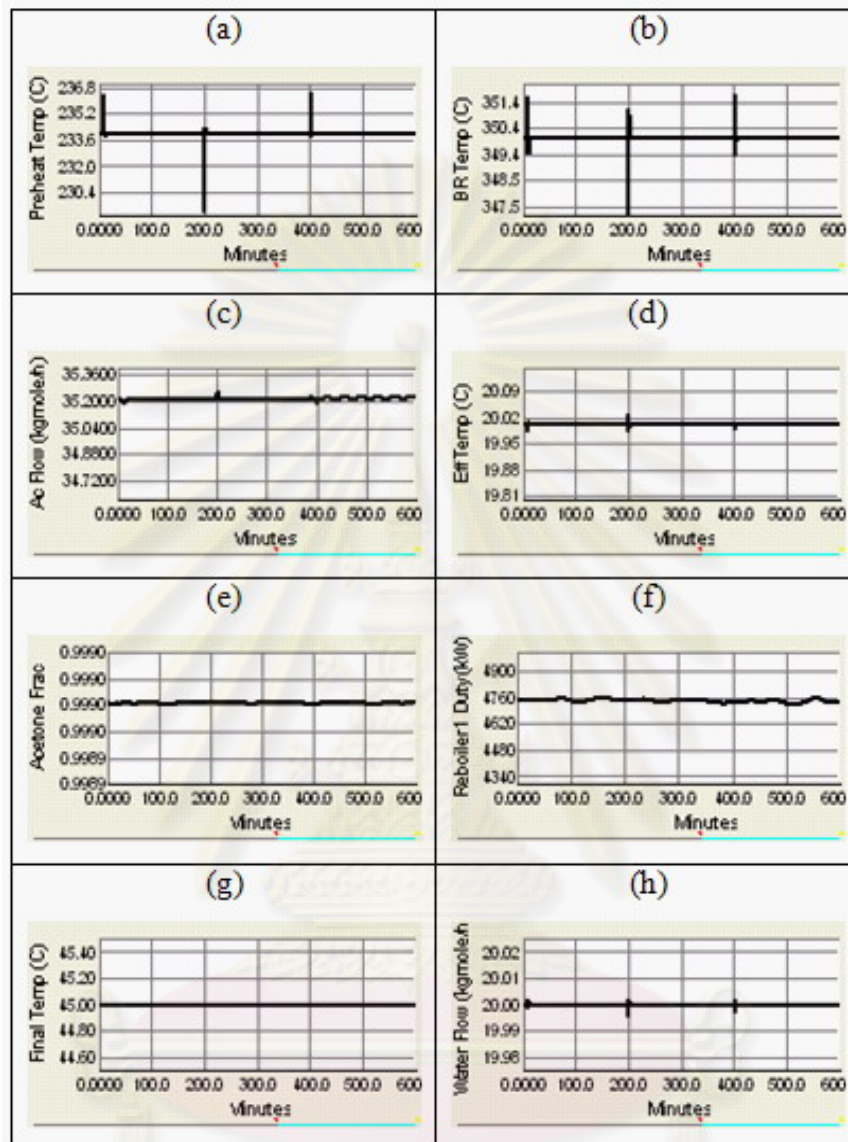 (a)
Preheat Temp (C)
236.8
235.2
233.6
232.0
230.4
0.0000 100.0 200.0 300.0 400.0 500.0 600
Minutes
(b)
BR Temp (C)
351.4
350.4
349.4
348.5
347.5
0.0000 100.0 200.0 300.0 400.0 500.0 600
Minutes
(c)
Ac Flow (kgmole/h
35.3600
35.2000
35.0400
34.8800
34.7200
0.0000 100.0 200.0 300.0 400.0 500.0 600
Minutes
(d)
Eff Temp (C)
20.09
20.02
19.95
19.88
19.81
0.0000 100.0 200.0 300.0 400.0 500.0 600
Minutes
(e)
Acetone Frac
0.9990
0.9990
0.9990
0.9990
0.9989
0.9989
0.0000 100.0 200.0 300.0 400.0 500.0 600
Minutes
(f)
Reboiler1 Duty (kW)
4900
4760
4620
4480
4340
0.0000 100.0 200.0 300.0 400.0 500.0 600
Minutes
(g)
Final Temp (C)
45.40
45.20
45.00
44.80
44.60
0.0000 100.0 200.0 300.0 400.0 500.0 600
Minutes
(h)
Water Flow (kgmole/h
20.02
20.01
20.00
19.99
19.98
0.0000 100.0 200.0 300.0 400.0 500.0 600
Minutes